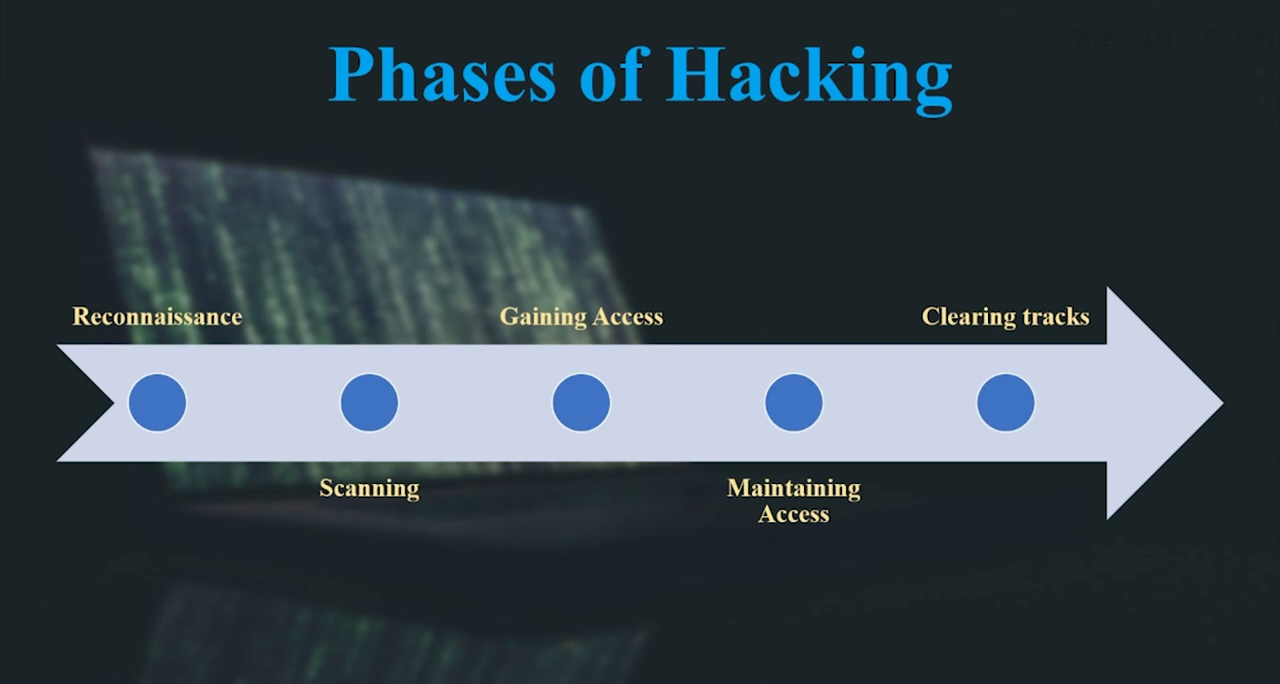 Phases of Hacking
Reconnaissance
Gaining Access
Clearing tracks
Scanning
Maintaining
Access